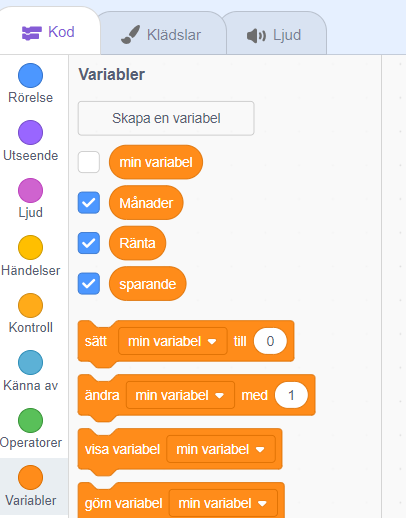 Kod Klädslar Ljud
Rörelse
Utseende
Ljud
Händelser
Kontroll
Känna av
Operatorer
Variabler
Variabler
Skapa en variabel
min variabel
Månader
Ränta
sparande
sätt min variabel till 0
ändra min variabel med 1
visa variabel min variabel
göm variabel min variabel